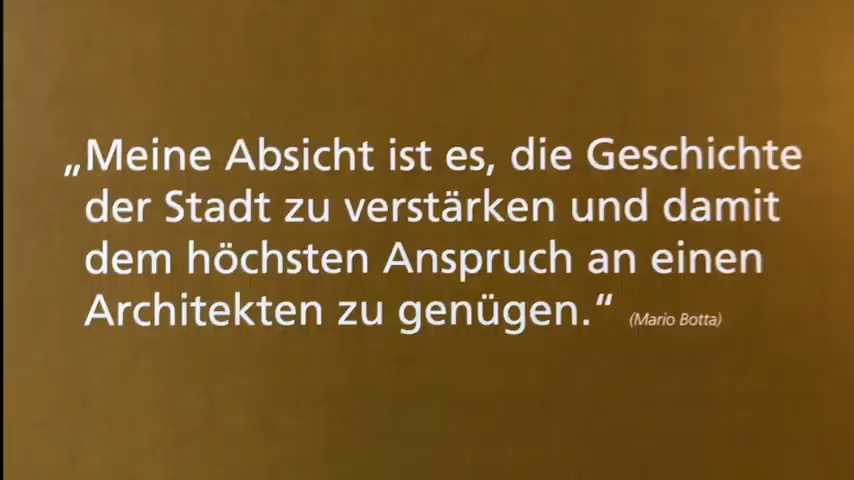 „Meine Absicht ist es, die Geschichte
der Stadt zu verstärken und damit
dem höchsten Anspruch an einen
Architekten zu genügen.“ (Mario Botta)